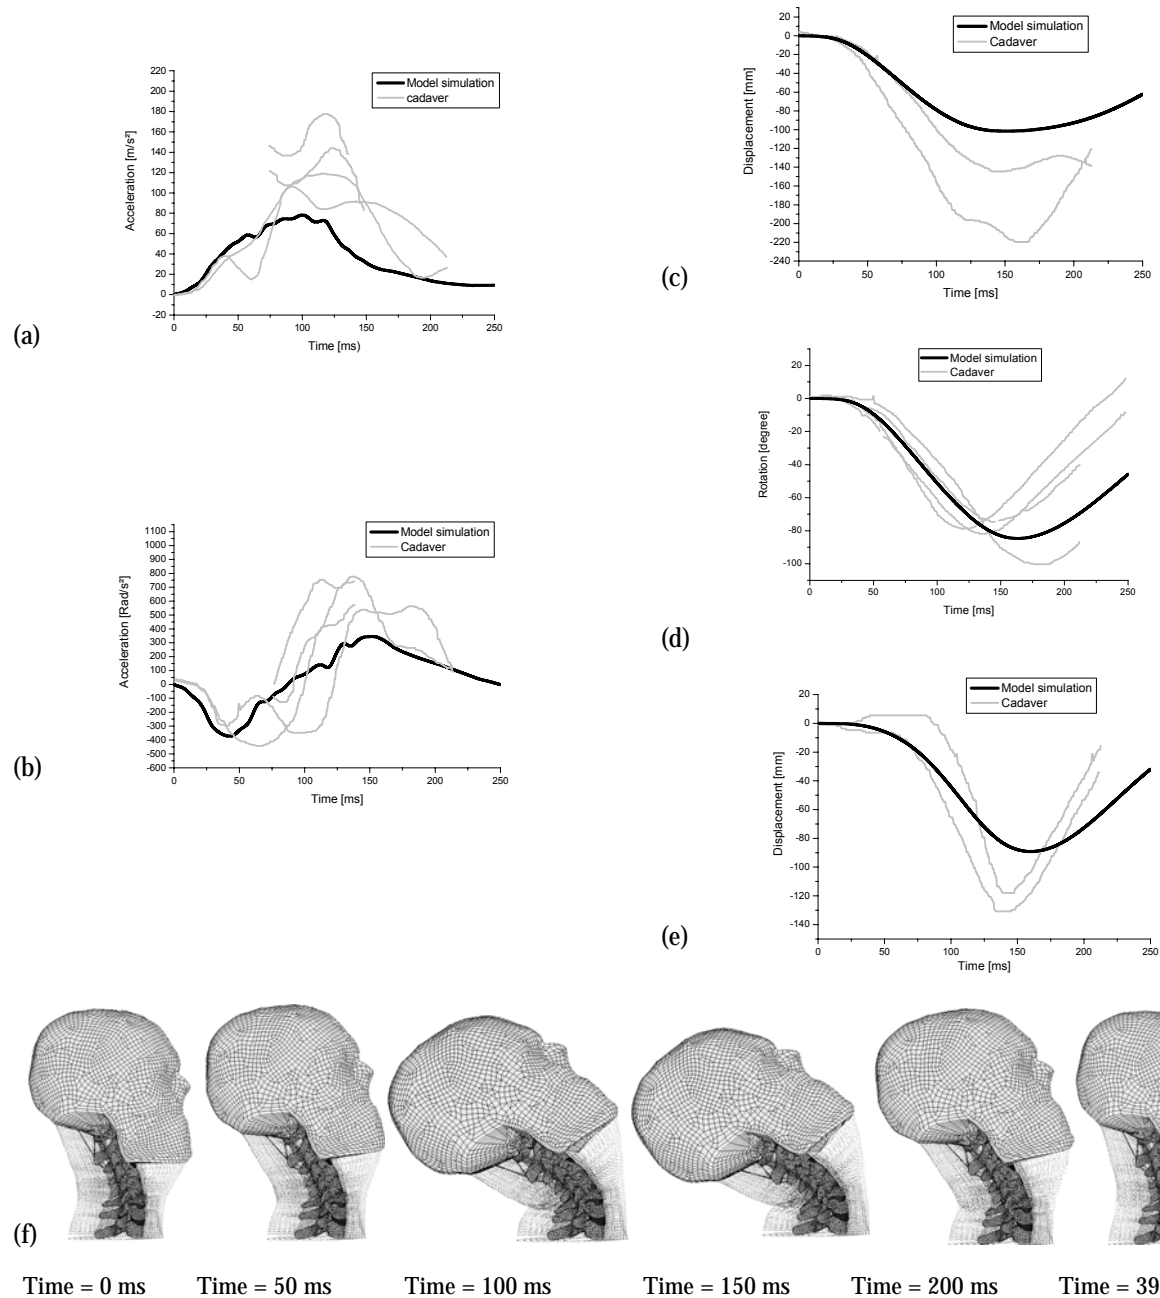 Model simulation
cadaver
Acceleration [m/s²]
220
200
180
160
140
120
100
80
60
40
20
0
-20
0 50 100 150 200 250
Time [ms)
(a)
Model simulation
Cadaver
Acceleration [Rad/s²]
1100
1000
900
800
700
600
500
400
300
200
100
0
-100
-200
-300
-400
-500
-600
0 50 100 150 200 250
Time [ms]
(b)
Model simulation
Cadaver
Displacement [mm]
20
0
-20
-40
-60
-80
-100
-120
-140
-160
-180
-200
-220
-240
0 50 100 150 200 250
Time [ms]
(c)
Model simulation
Cadaver
Rotation [degree]
20
0
-20
-40
-60
-80
-100
0 50 100 150 200 250
Time [ms]
(d)
Model simulation
Cadaver
Displacement [mm]
20
0
-20
-40
-60
-80
-100
-120
-140
0 50 100 150 200 250
Time [ms]
(e)
(f)
Time = 0 ms Time = 50 ms Time = 100 ms Time = 150 ms Time = 200 ms Time = 39